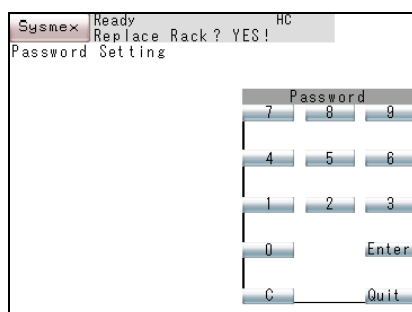 Sysmex Ready HC
Replace Rack? YES!
Password Setting
Password
7 8 9
4 5 6
1 2 3
0 Enter
C Quit